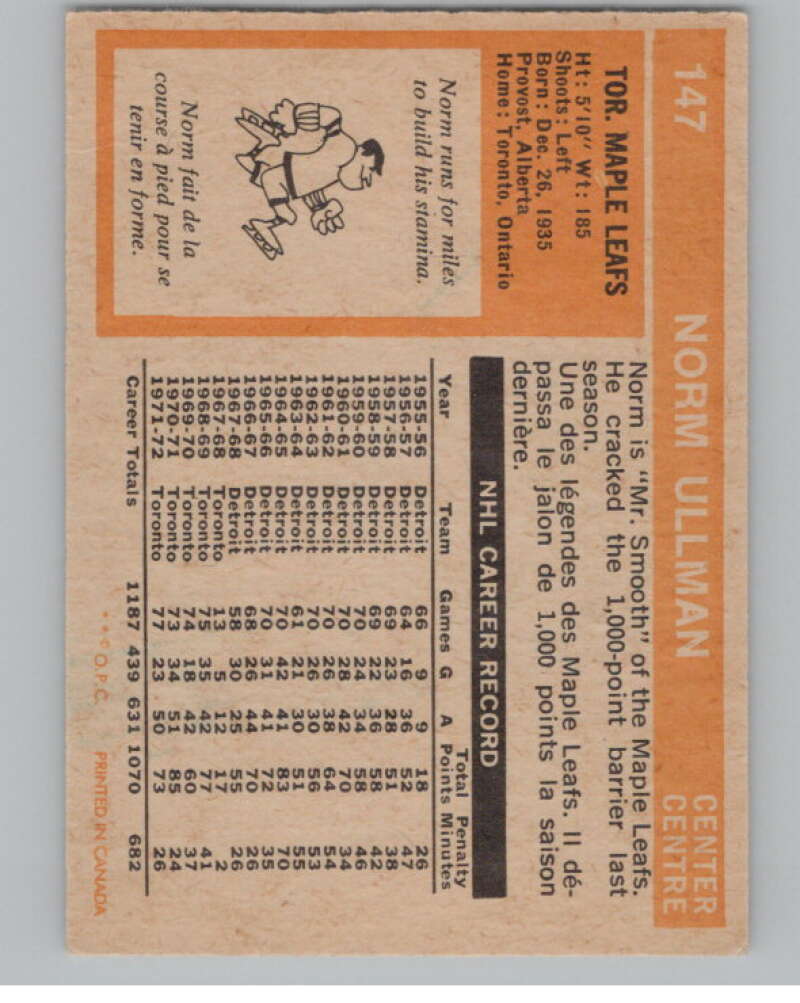 147 NORM ULLMAN CENTER
CENTRE
TOR. MAPLE LEAFS
Ht: 5'10" Wt: 185
Shoots: Left
Born: Dec. 26, 1935
Provost, Alberta
Home: Toronto, Ontario
Norm runs for miles
to build his stamina.
Norm fait de la
course à pied pour se
tenir en forme.
Norm is "Mr. Smooth" of the Maple Leafs.
He cracked the 1,000-point barrier last
season.
Une des légendes des Maple Leafs. Il dé-
passa le jalon de 1,000 points la saison
dernière.
NHL CAREER RECORD
Total Penalty
Year Team Games G A Points Minutes
1955-56 Detroit 66 9 9 18 26
1956-57 Detroit 64 16 36 52 47
1957-58 Detroit 69 23 28 51 38
1958-59 Detroit 69 22 36 58 42
1959-60 Detroit 70 24 34 58 46
1960-61 Detroit 70 28 42 70 34
1961-62 Detroit 70 26 38 64 54
1962-63 Detroit 70 26 30 56 53
1963-64 Detroit 61 21 30 51 55
1964-65 Detroit 70 42 41 83 70
1965-66 Detroit 70 31 41 72 35
1966-67 Detroit 68 26 44 70 26
1967-68 Detroit 58 30 25 55 26
1967-68 Toronto 13 5 12 17 2
1968-69 Toronto 75 35 42 77 41
1969-70 Toronto 74 18 42 60 37
1970-71 Toronto 73 34 51 85 24
1971-72 Toronto 77 23 50 73 26
Career Totals 1187 439 631 1070 682
**© O.P.C. PRINTED IN CANADA